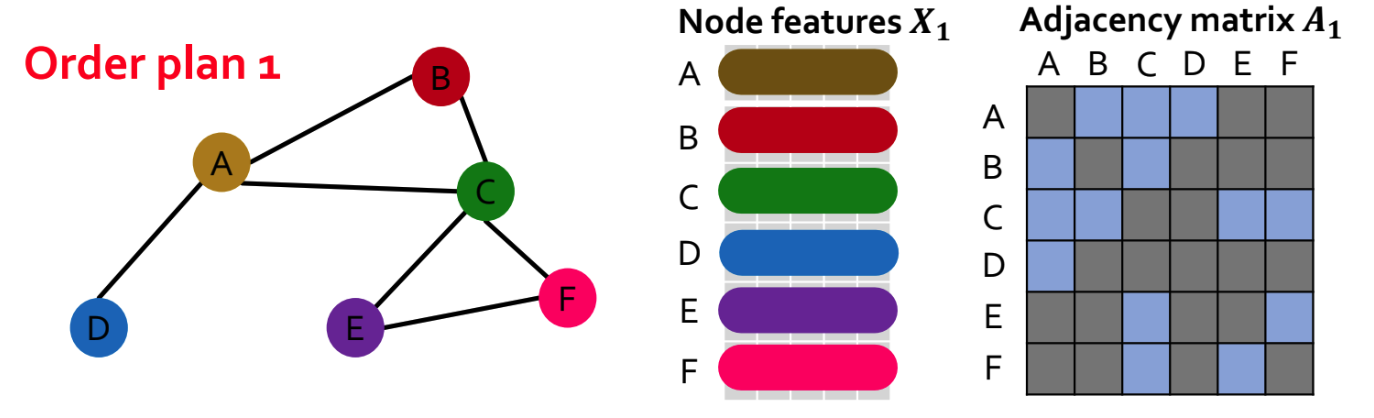 Order plan 1
B
A
C
F
D
E
Node features X₁
A
B
C
D
E
F
Adjacency matrix A₁
A B C D E F
A
B
C
D
E
F